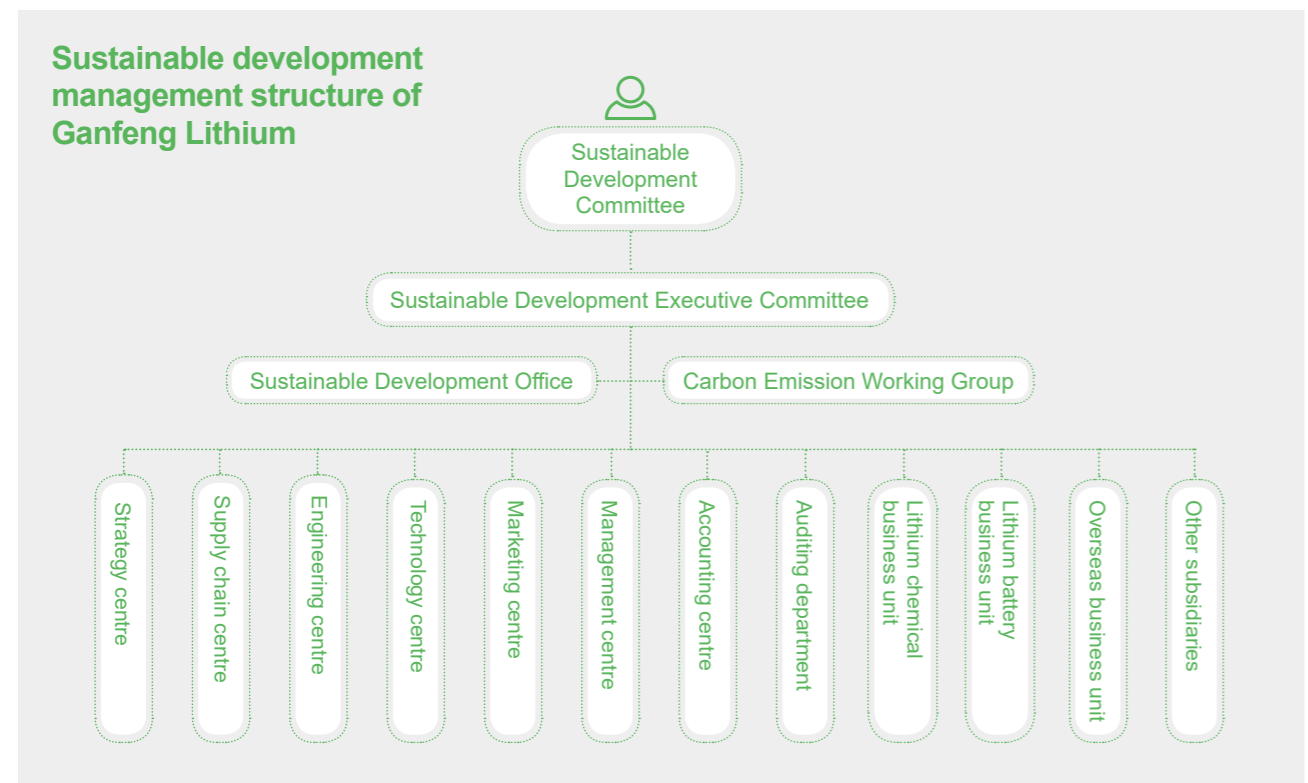 Sustainable development
management structure of
Ganfeng Lithium
Sustainable
Development
Committee
Sustainable Development Executive Committee
Sustainable Development Office
Carbon Emission Working Group
Strategy centre
Supply chain centre
Engineering centre
Technology centre
Marketing centre
Management centre
Accounting centre
Auditing department
Lithium chemical
business unit
Lithium battery
business unit
Overseas business unit
Other subsidiaries